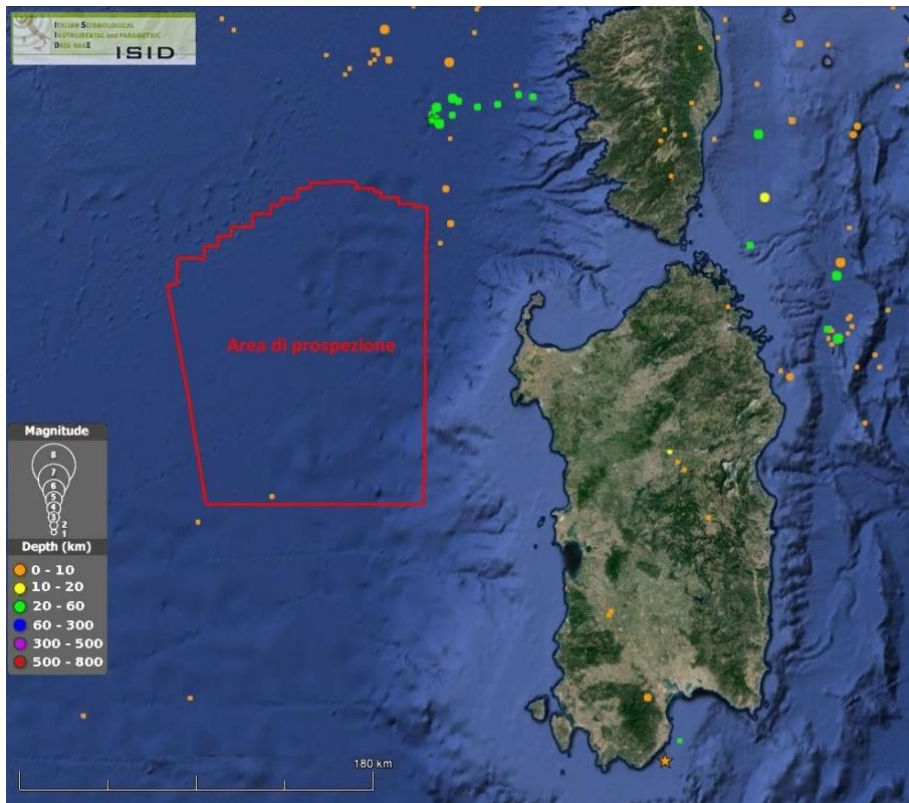 ITALIAN SEISMOLOGICAL
INSTRUMENTAL and PARAMETRIC
DATA-BASE
ISID
Area di prospezione
Magnitude
8
7
6
5
4
3
2
1
Depth (km)
0 - 10
10 - 20
20 - 60
60 - 300
300 - 500
500 - 800
180 km